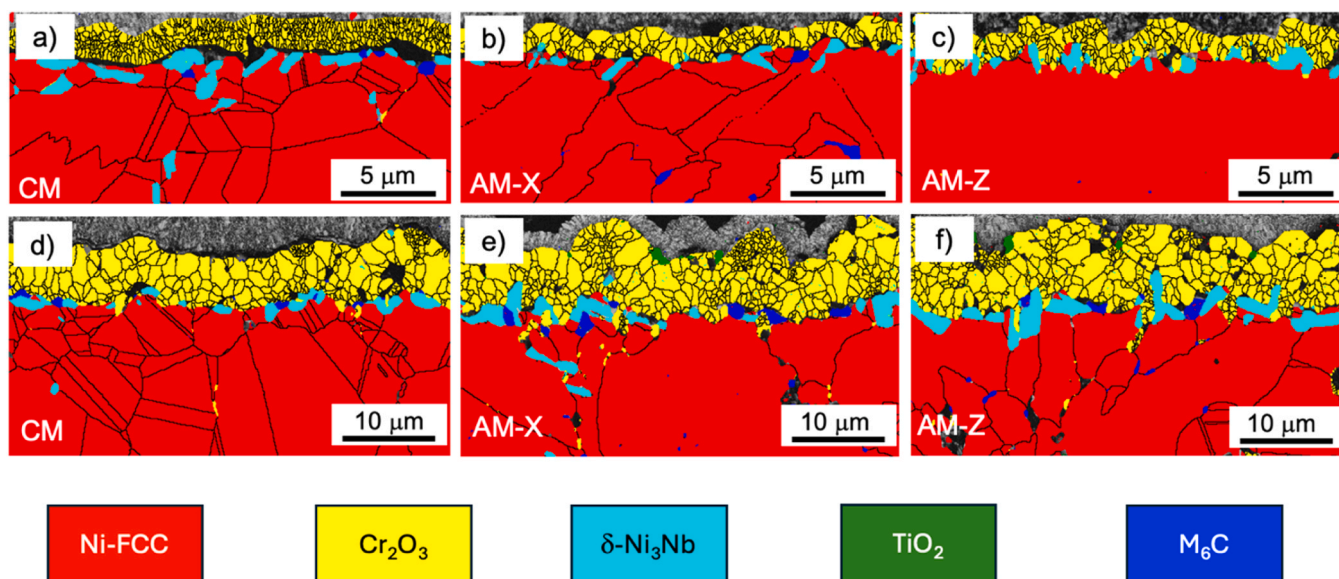 a)
b)
c)
CM
5 μm
AM-X
5 μm
AM-Z
5 μm
d)
e)
f)
CM
10 μm
AM-X
10 μm
AM-Z
10 μm
Ni-FCC
Cr₂O₃
δ-Ni₃Nb
TiO₂
M₆C